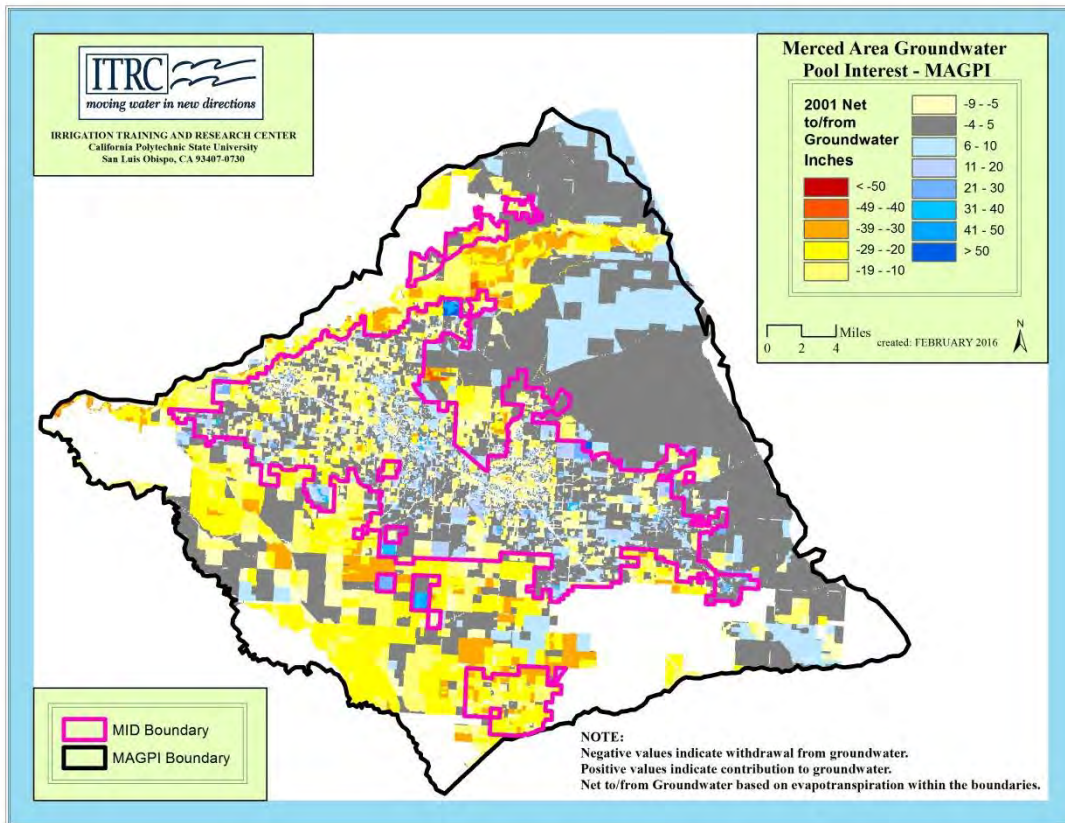 ITRC
moving water in new directions
IRRIGATION TRAINING AND RESEARCH CENTER
California Polytechnic State University
San Luis Obispo, CA 93407-0730
Merced Area Groundwater
Pool Interest - MAGPI
2001 Net
to/from
Groundwater
Inches
< -50
-49 - -40
-39 - -30
-29 - -20
-19 - -10
-9 - -5
-4 - 5
6 - 10
11 - 20
21 - 30
31 - 40
41 - 50
> 50
Miles
0 2 4
created: FEBRUARY 2016
N
MID Boundary
MAGPI Boundary
NOTE:
Negative values indicate withdrawal from groundwater.
Positive values indicate contribution to groundwater.
Net to/from Groundwater based on evapotranspiration within the boundaries.